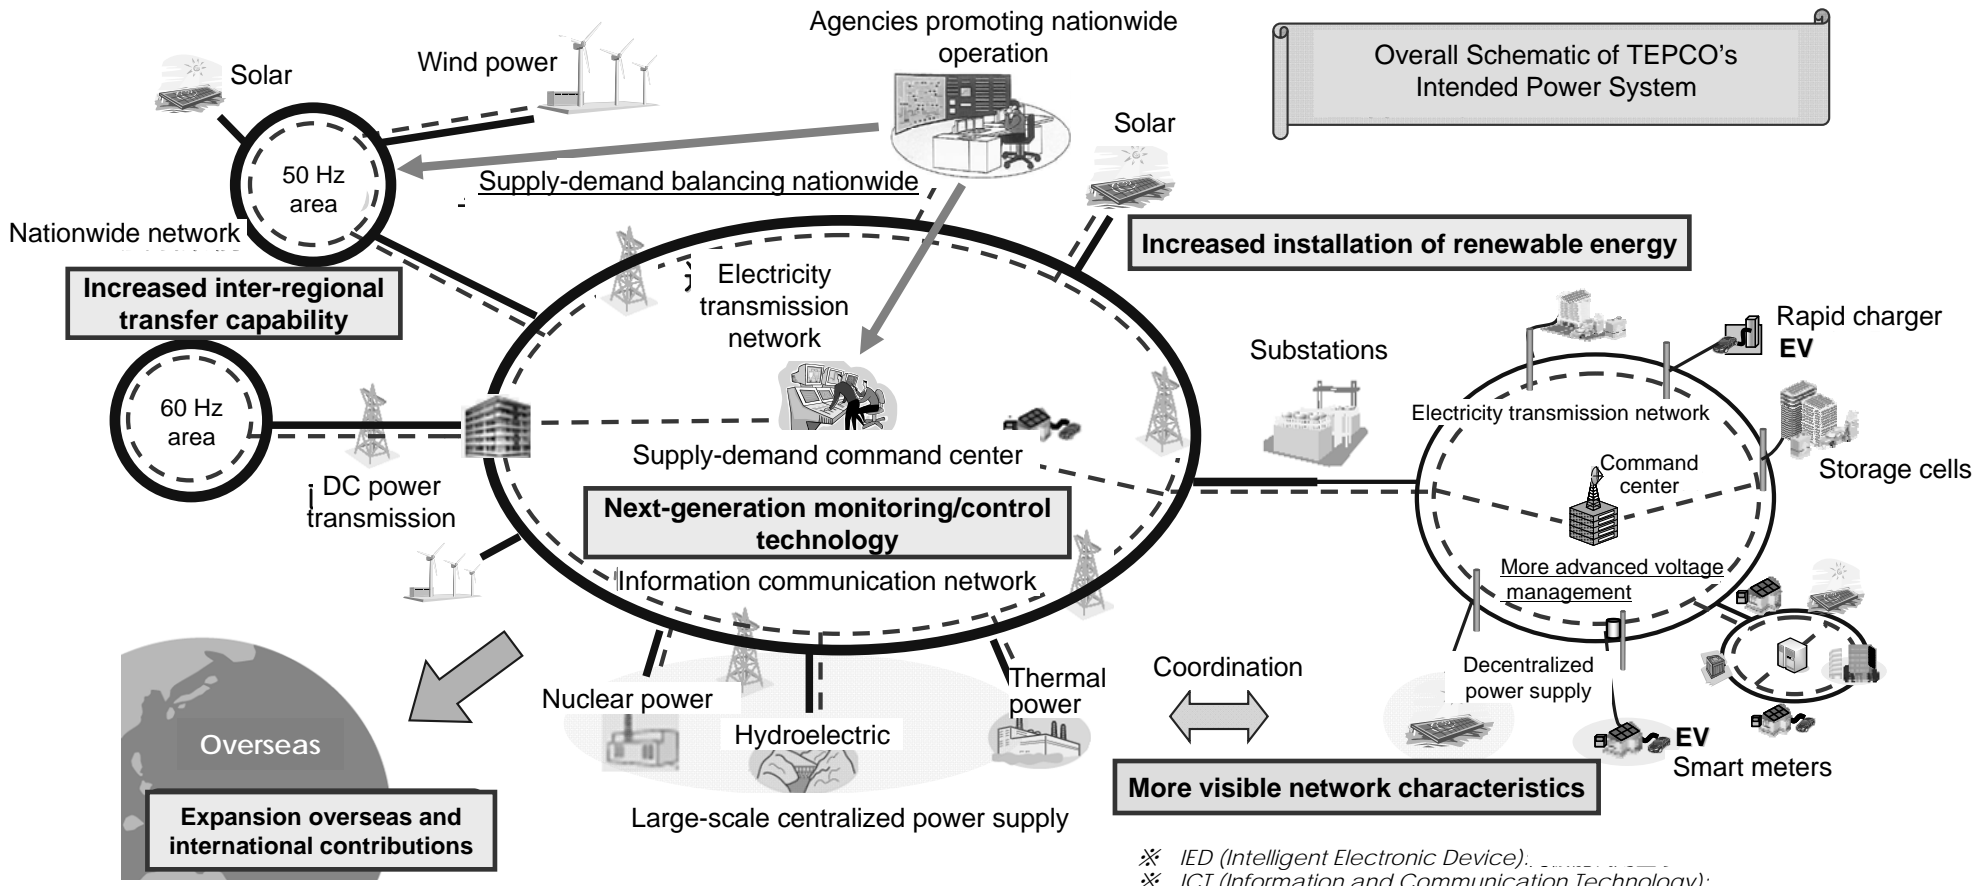 Agencies promoting nationwide
operation
Overall Schematic of TEPCO's
Intended Power System
Solar
Wind power
Solar
50 Hz
area
Supply-demand balancing nationwide
Nationwide network
Increased installation of renewable energy
Increased inter-regional
transfer capability
Electricity
transmission
network
Rapid charger
EV
Substations
60 Hz
area
Electricity transmission network
Supply-demand command center
Command
center
Storage cells
DC power
transmission
Next-generation monitoring/control
technology
Information communication network
More advanced voltage
management
Nuclear power
Hydroelectric
Thermal
power
Coordination
Decentralized
power supply
Overseas
EV
Smart meters
More visible network characteristics
Large-scale centralized power supply
Expansion overseas and
international contributions
※ IED (Intelligent Electronic Device):
※ ICT (Information and Communication Technology):